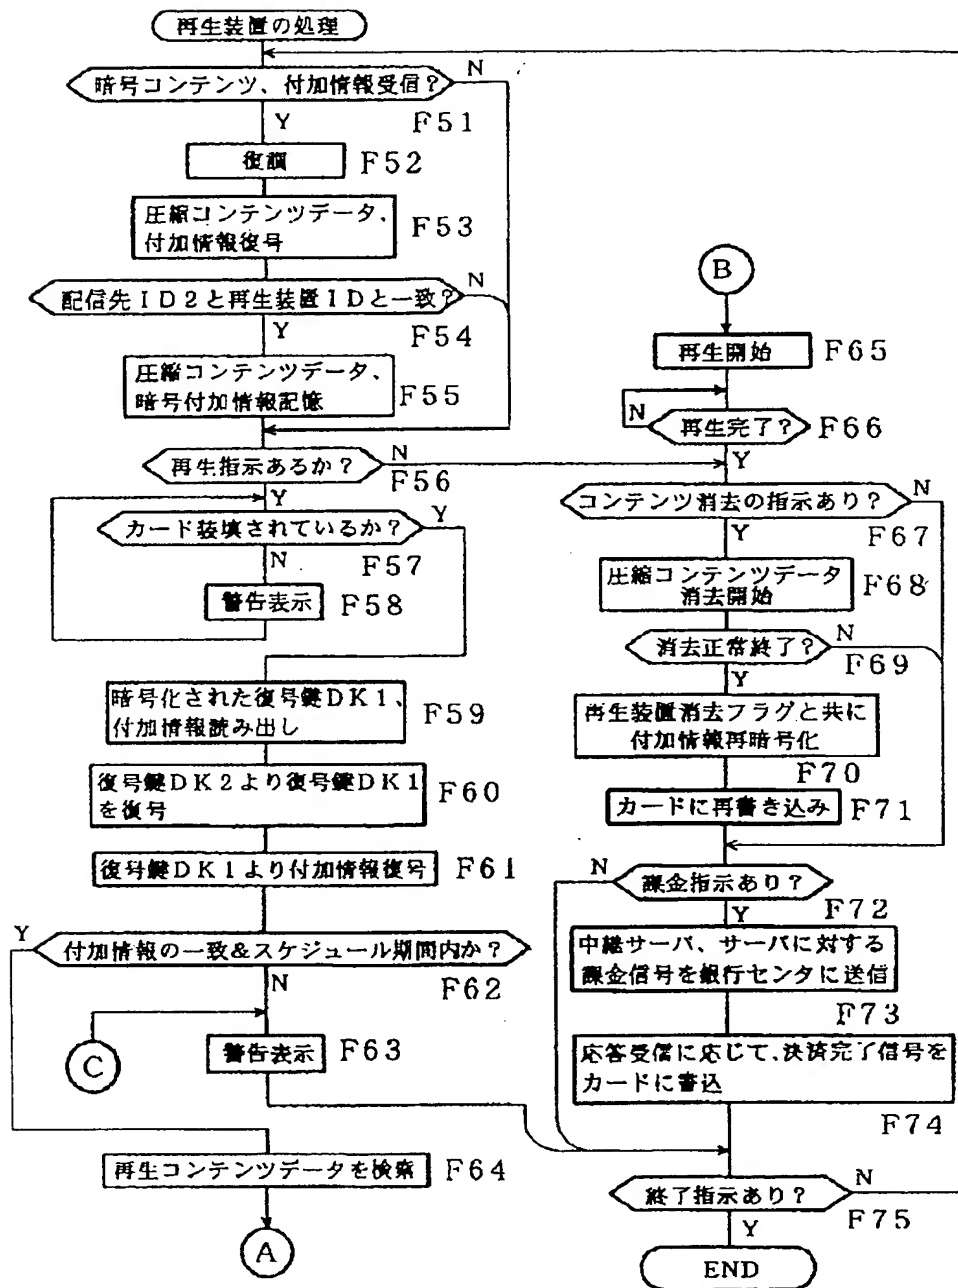 再生装置の処理
暗号コンテンツ、付加情報受信?
N
Y
F51
復調
F52
圧縮コンテンツデータ、
付加情報復号
F53
配信先ID2と再生装置IDと一致?
N
Y
F54
圧縮コンテンツデータ、
暗号付加情報記憶
F55
再生指示あるか?
N
F56
Y
カード装填されているか?
Y
F57
N
警告表示
F58
暗号化された復号鍵DK1、
付加情報読み出し
F59
復号鍵DK2より復号鍵DK1
を復号
F60
復号鍵DK1より付加情報復号
F61
Y
付加情報の一致&スケジュール期間内か?
F62
N
C
警告表示
F63
再生コンテンツデータを検索
F64
A
B
再生開始
F65
N
再生完了?
F66
Y
コンテンツ消去の指示あり?
N
F67
Y
圧縮コンテンツデータ
消去開始
F68
消去正常終了?
N
F69
Y
再生装置消去フラグと共に
付加情報再暗号化
F70
カードに再書き込み
F71
N
課金指示あり?
F72
Y
中継サーバ、サーバに対する
課金信号を銀行センタに送信
F73
応答受信に応じて、決済完了信号を
カードに書込
F74
終了指示あり?
N
F75
Y
END